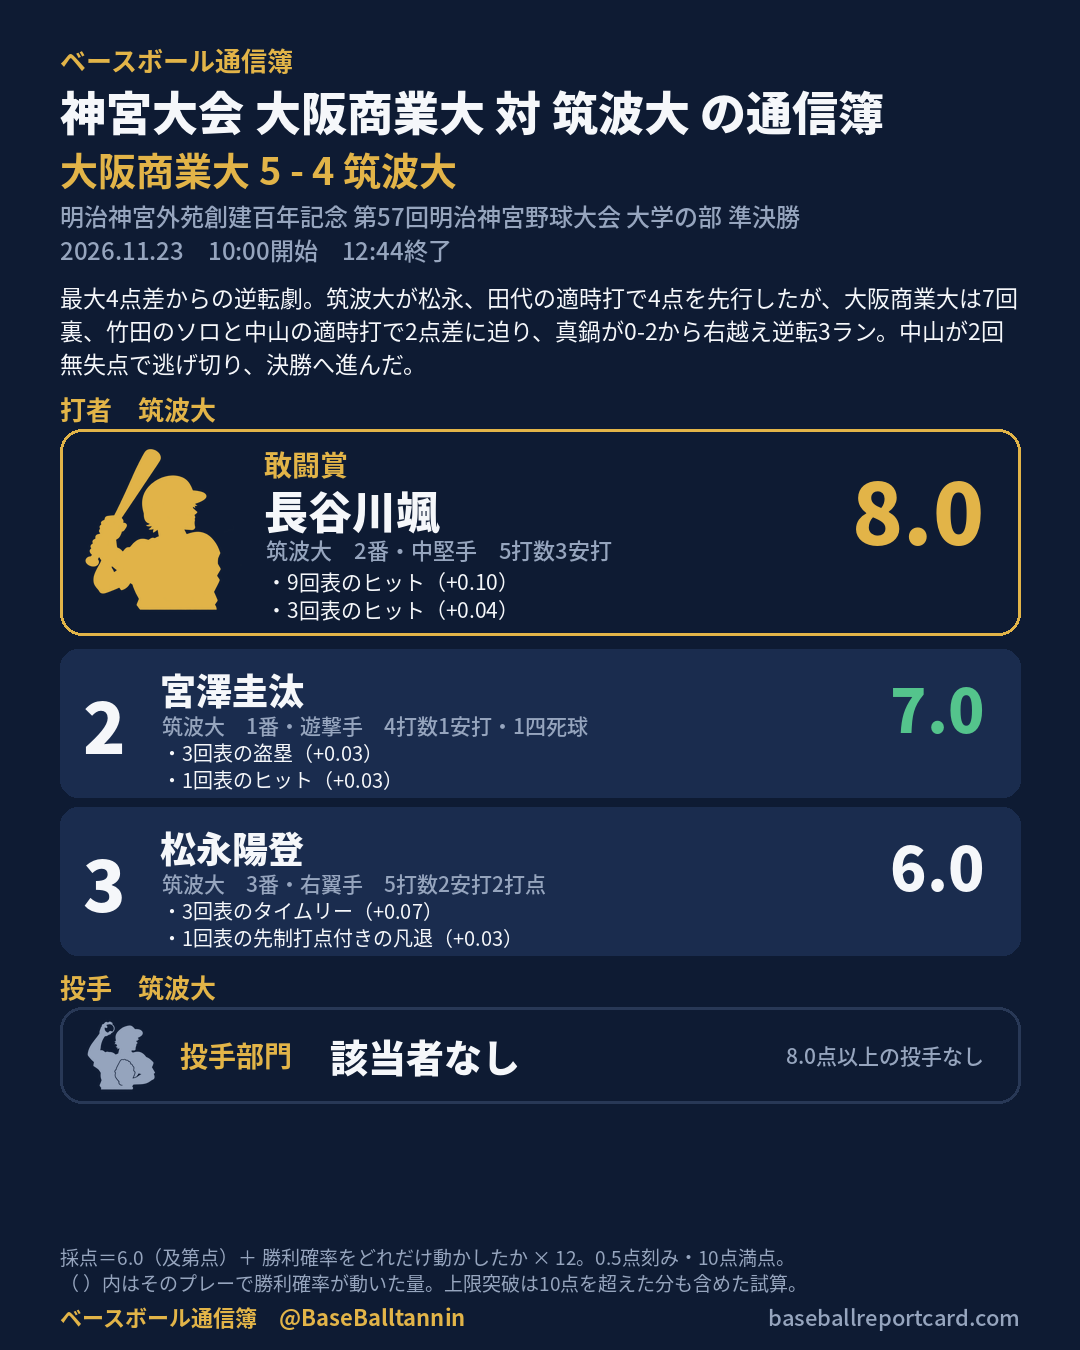 ベースボール通信簿
神宮大会 大阪商業大 対 筑波大 の通信簿
大阪商業大 5 - 4 筑波大
明治神宮外苑創建百年記念 第57回明治神宮野球大会 大学の部 準決勝
2026.11.23　10:00開始　12:44終了
最大4点差からの逆転劇。筑波大が松永、田代の適時打で4点を先行したが、大阪商業大は7回
裏、竹田のソロと中山の適時打で2点差に迫り、真鍋が0-2から右越え逆転3ラン。中山が2回
無失点で逃げ切り、決勝へ進んだ。
打者　筑波大
敢闘賞
長谷川颯
筑波大　2番・中堅手　5打数3安打
8.0
・9回表のヒット（+0.10）
・3回表のヒット（+0.04）
2
宮澤圭汰
筑波大　1番・遊撃手　4打数1安打・1四死球
7.0
・3回表の盗塁（+0.03）
・1回表のヒット（+0.03）
3
松永陽登
筑波大　3番・右翼手　5打数2安打2打点
6.0
・3回表のタイムリー（+0.07）
・1回表の先制打点付きの凡退（+0.03）
投手　筑波大
投手部門　該当者なし　8.0点以上の投手なし
採点＝6.0（及第点）＋ 勝利確率をどれだけ動かしたか × 12。0.5点刻み・10点満点。
（ ）内はそのプレーで勝利確率が動いた量。上限突破は10点を超えた分も含めた試算。
ベースボール通信簿　@BaseBalltannin　baseballreportcard.com